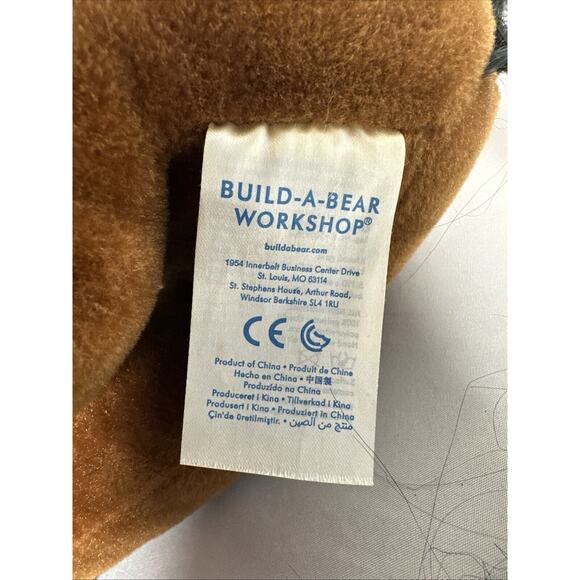 BUILD-A-BEAR
WORKSHOP®
buildabear.com
1954 Innerbelt Business Center Drive
St. Louis, MO 63114
St. Stephens House, Arthur Road,
Windsor Berkshire SL4 1RU
CE
Product of China • Produit de Chine
Hecho en China • 中国製
Produzido na China
Produceret i Kina • Tillverkad i Kina
Produsert i Kina • Produziert in China
Çin'de üretilmiştir. • منتج من الصين